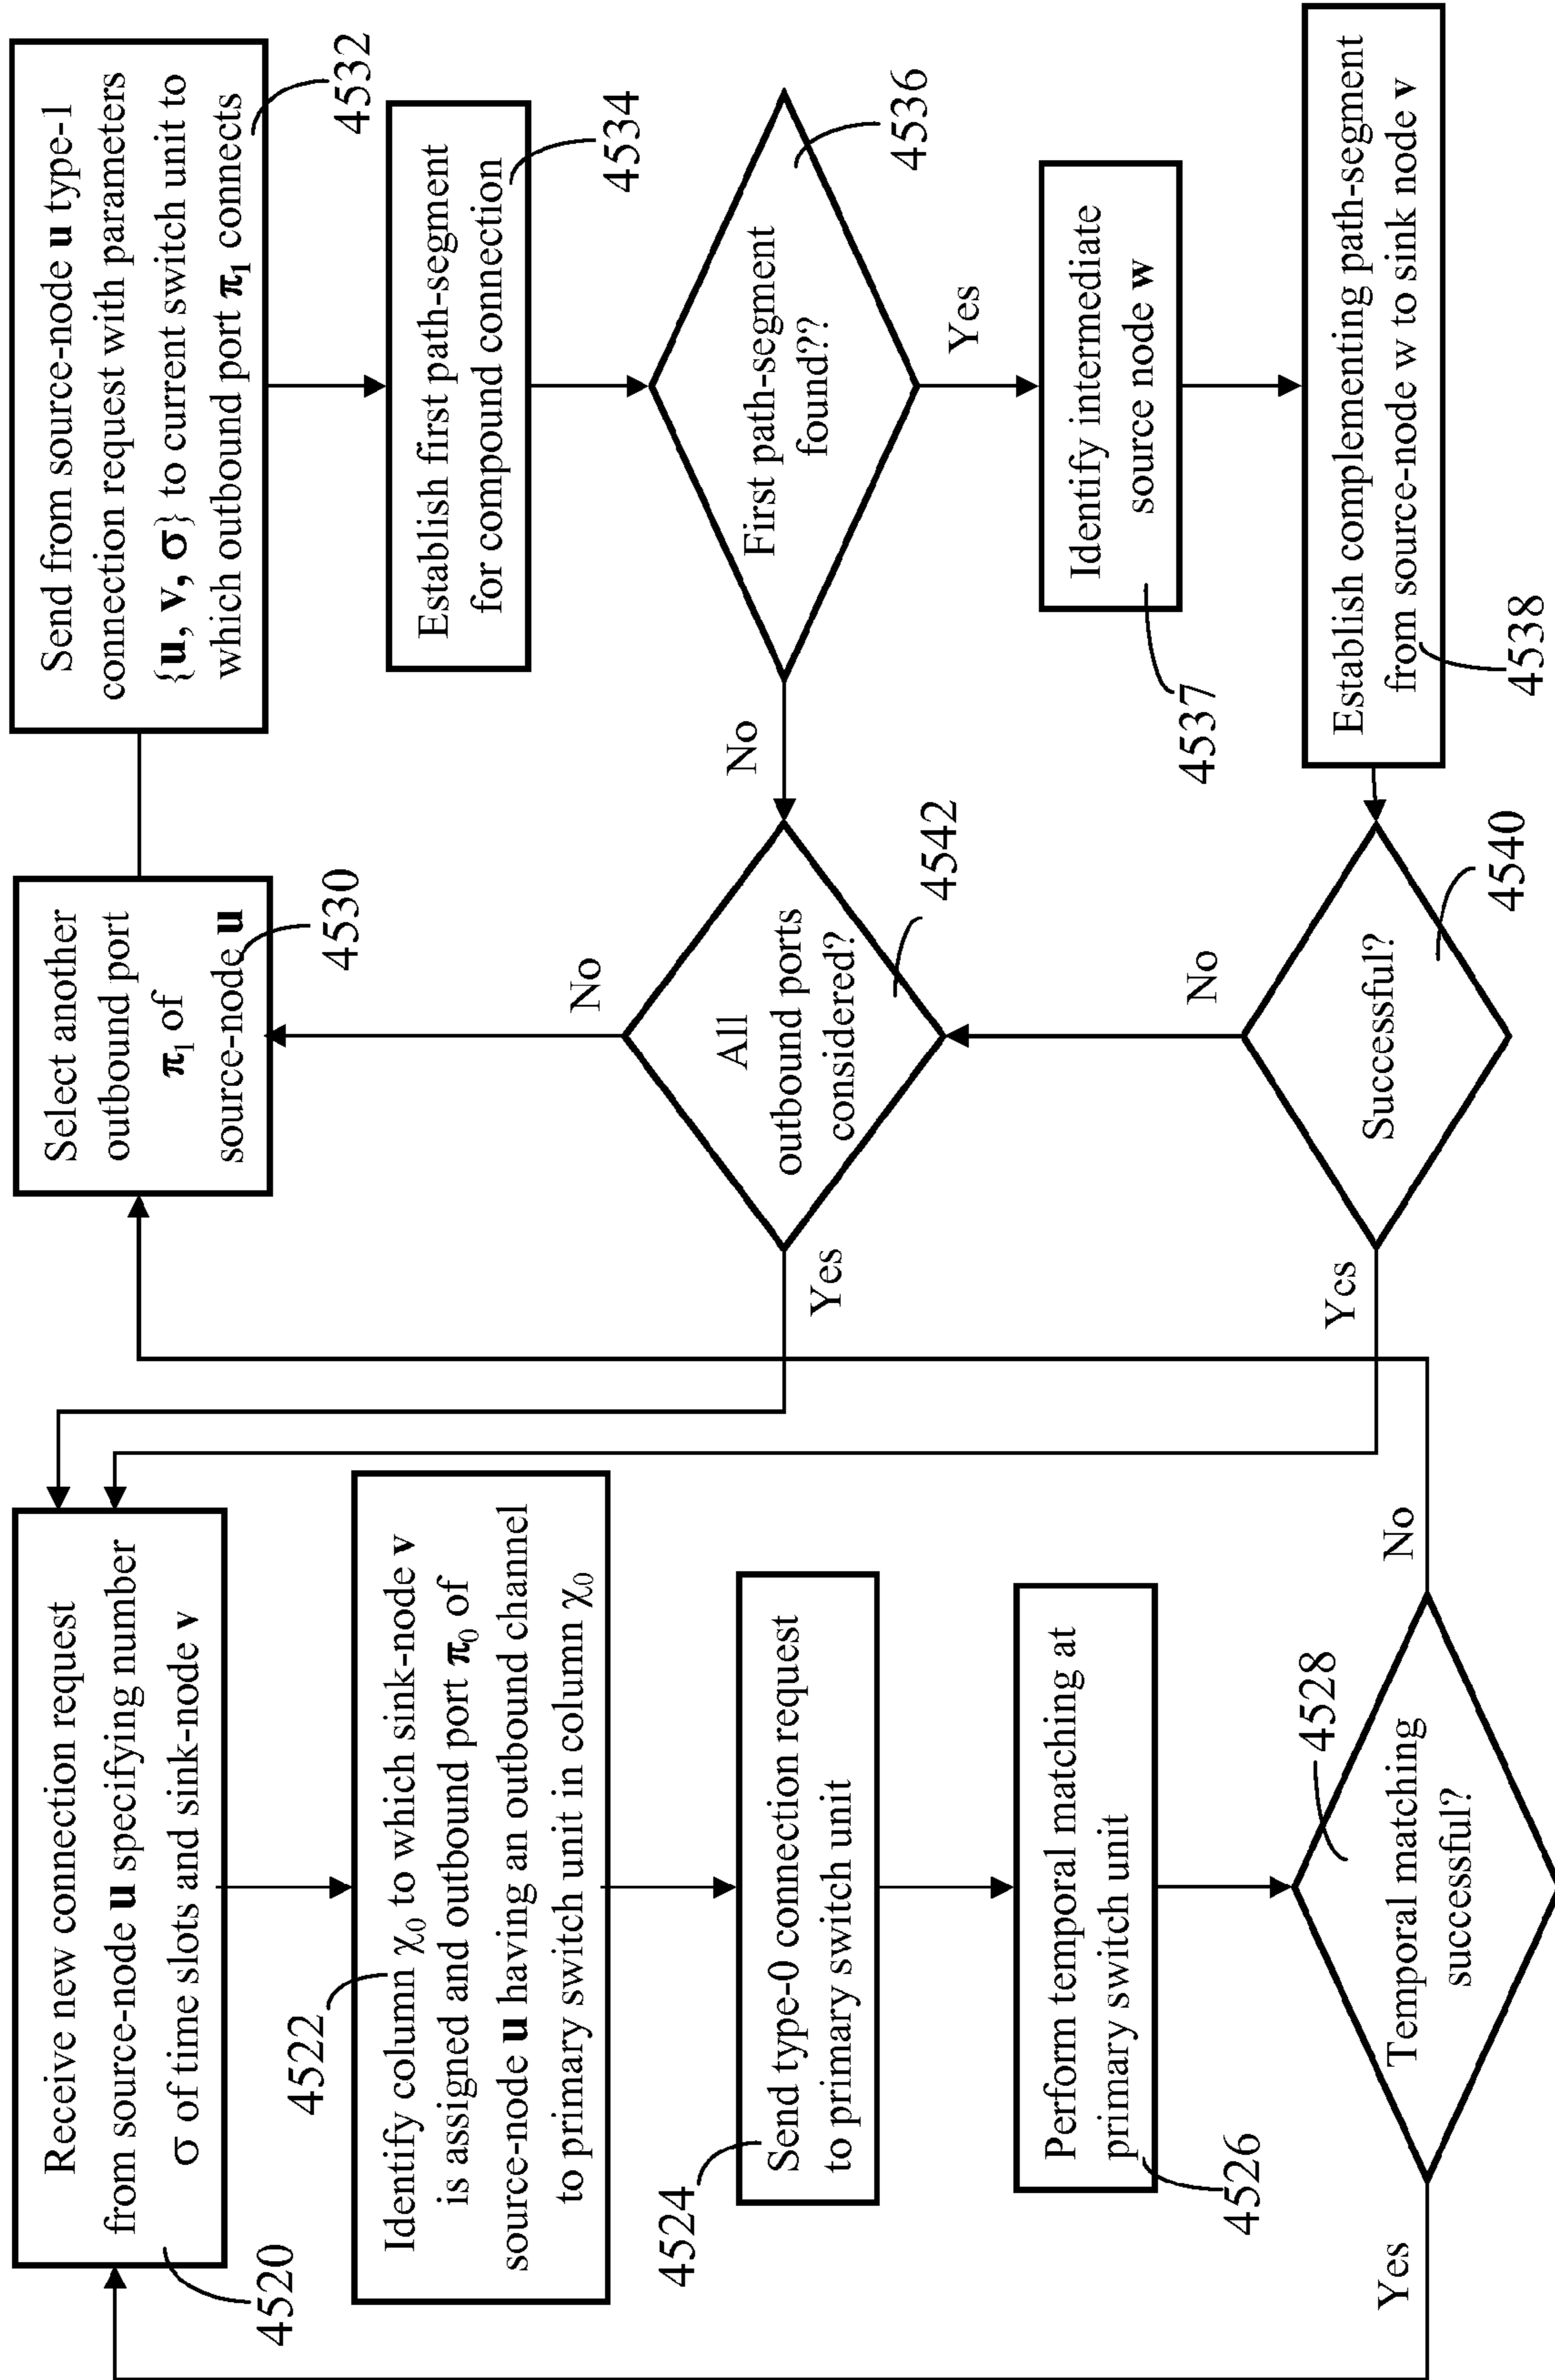 Receive new connection request
from source-node u specifying number
σ of time slots and sink-node v
4520
Identify column χ0 to which sink-node v
is assigned and outbound port π0 of
source-node u having an outbound channel
to primary switch unit in column χ0
4522
Send type-0 connection request
to primary switch unit
4524
Perform temporal matching at
primary switch unit
4526
Temporal matching
successful?
4528
Yes
No
Select another
outbound port
π1 of
source-node u
4530
Send from source-node u type-1
connection request with parameters
{u, v, σ} to current switch unit to
which outbound port π1 connects
4532
Establish first path-segment
for compound connection
4534
First path-segment
found??
4536
No
Yes
All
outbound ports
considered?
4542
No
Yes
Identify intermediate
source node w
4537
Establish complementing path-segment
from source-node w to sink node v
4538
Successful?
4540
No
Yes